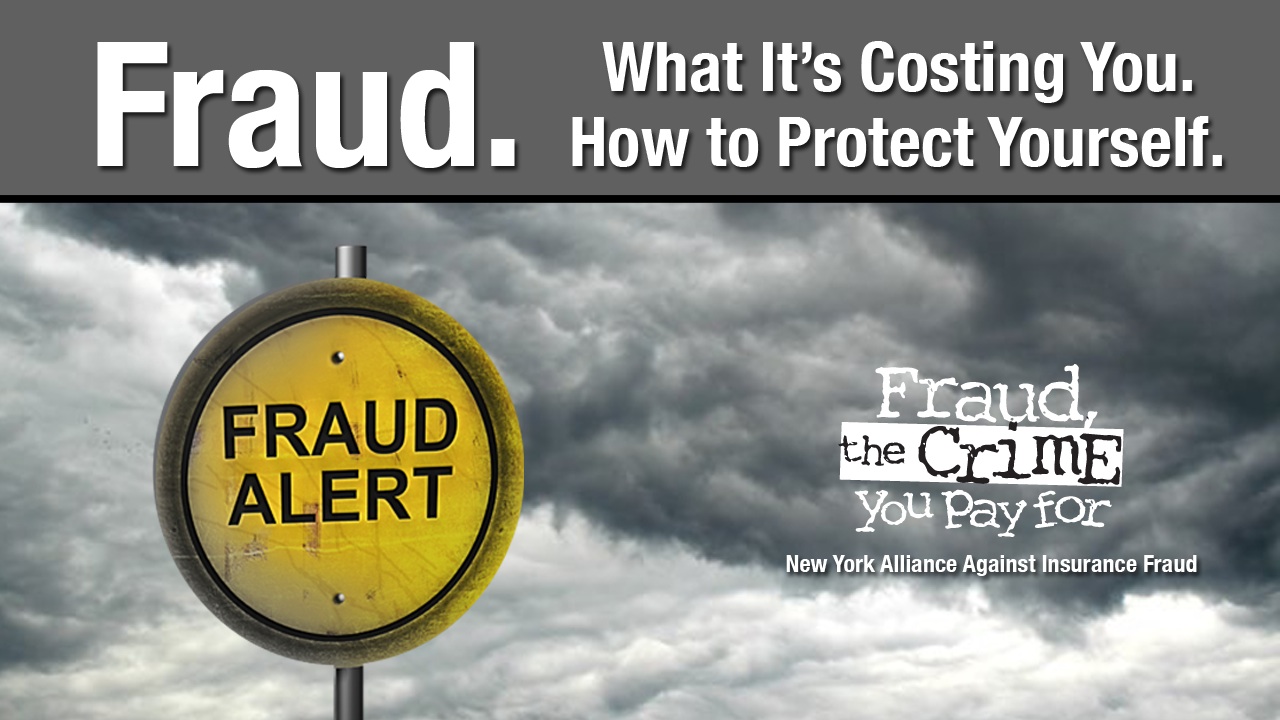 Fraud.
What It's Costing You.
How to Protect Yourself.
FRAUD
ALERT
Fraud,
the CrimE
you Pay for
New York Alliance Against Insurance Fraud